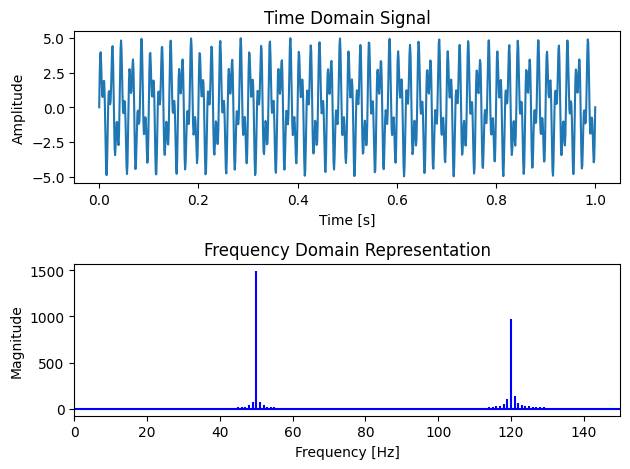 Time Domain Signal
5.0
2.5
0.0
−2.5
−5.0
Amplitude
0.0 0.2 0.4 0.6 0.8 1.0
Time [s]
Frequency Domain Representation
1500
1000
500
0
Magnitude
0 20 40 60 80 100 120 140
Frequency [Hz]